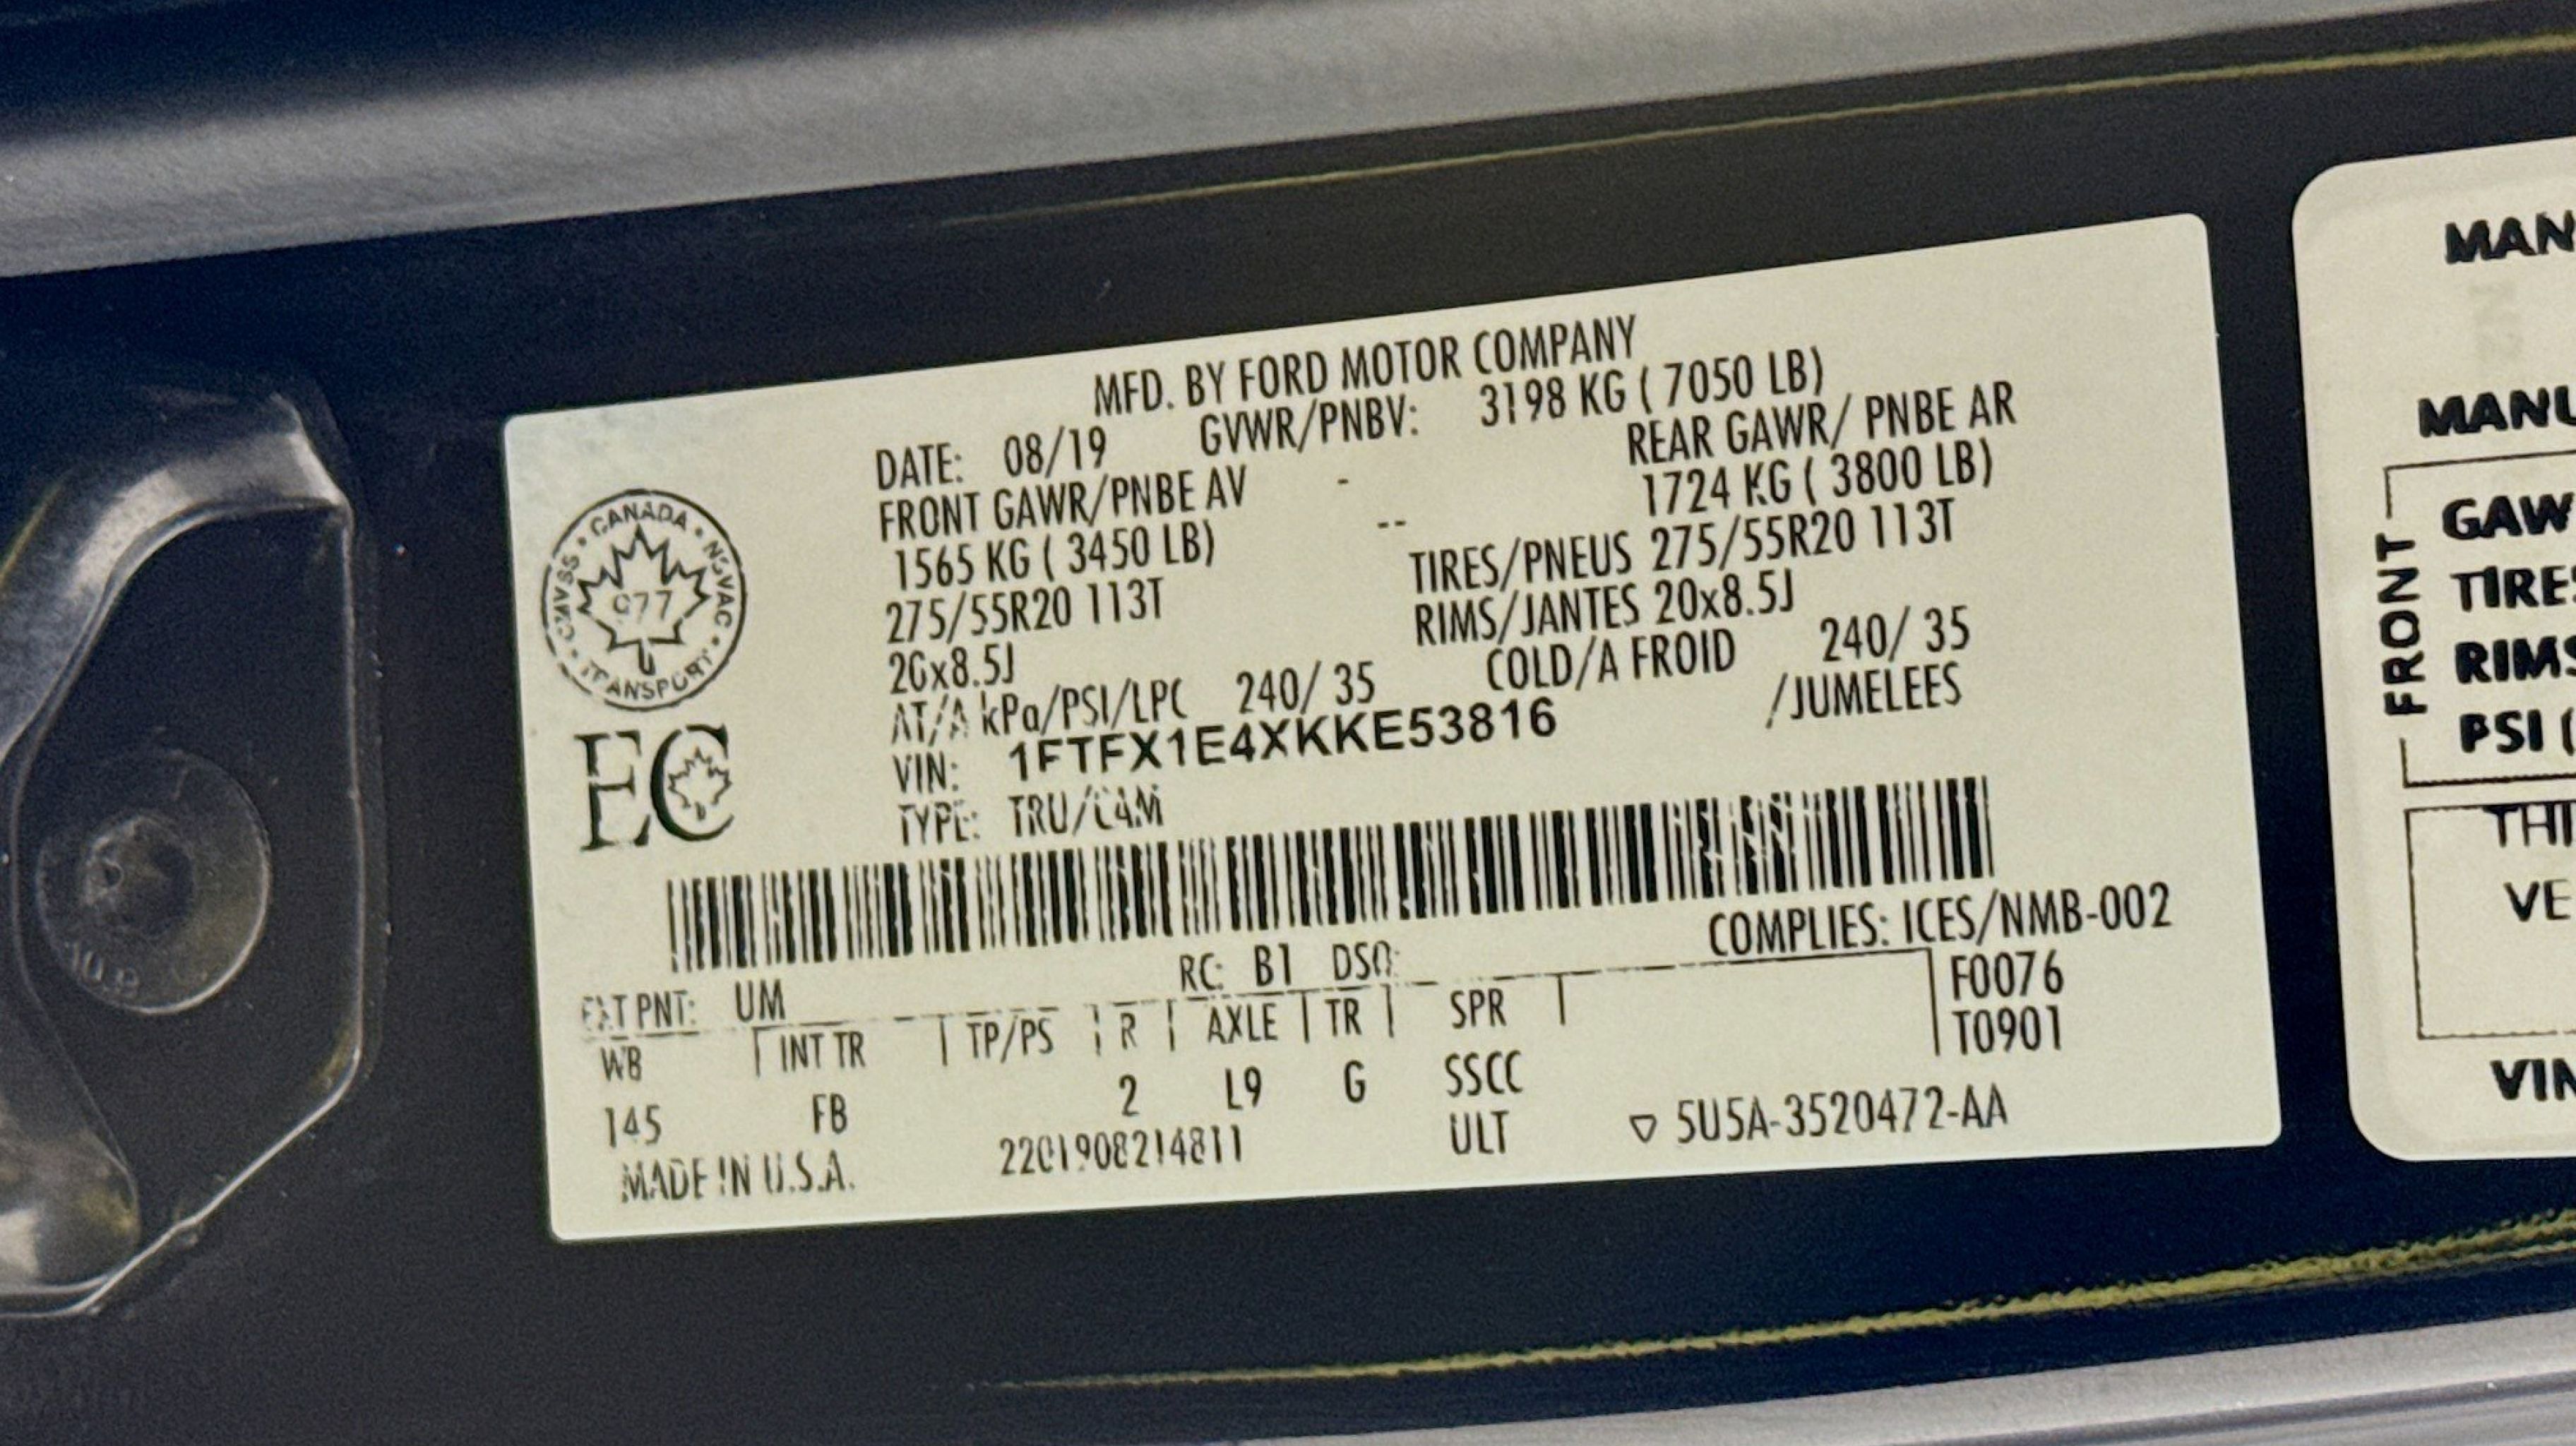 MFD. BY FORD MOTOR COMPANY
DATE: 08/19 GVWR/PNBV: 3198 KG ( 7050 LB)
FRONT GAWR/PNBE AV - REAR GAWR/ PNBE AR
1565 KG ( 3450 LB) -- 1724 KG ( 3800 LB)
275/55R20 113T TIRES/PNEUS 275/55R20 113T
20x8.5J RIMS/JANTES 20x8.5J
AT/A kPa/PSI/LPC 240/ 35 COLD/A FROID 240/ 35
VIN: 1FTFX1E4XKKE53816 /JUMELEES
TYPE: TRU/CAM
CANADA • NSVAC • TRANSPORT • CMVSS •
977
EC
COMPLIES: ICES/NMB-002
EXT PNT: UM RC: B1 DSO: F0076
WB INT TR TP/PS R AXLE TR SPR T0901
145 FB 2 L9 G SSCC
MADE IN U.S.A. 2201908214811 ULT ▽ 5U5A-3520472-AA
MAN
MANU
FRONT
GAW
TIRES
RIMS
PSI (
THI
VE
VIN
10.9